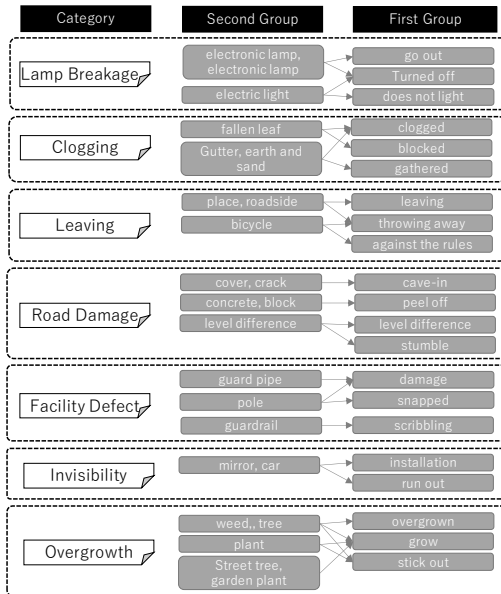 Category
Second Group
First Group
Lamp Breakage
electronic lamp,
electronic lamp
electric light
go out
Turned off
does not light
Clogging
fallen leaf
Gutter, earth and
sand
clogged
blocked
gathered
Leaving
place, roadside
bicycle
leaving
throwing away
against the rules
Road Damage
cover, crack
concrete, block
level difference
cave-in
peel off
level difference
stumble
Facility Defect
guard pipe
pole
guardrail
damage
snapped
scribbling
Invisibility
mirror, car
installation
run out
Overgrowth
weed,, tree
plant
Street tree,
garden plant
overgrown
grow
stick out